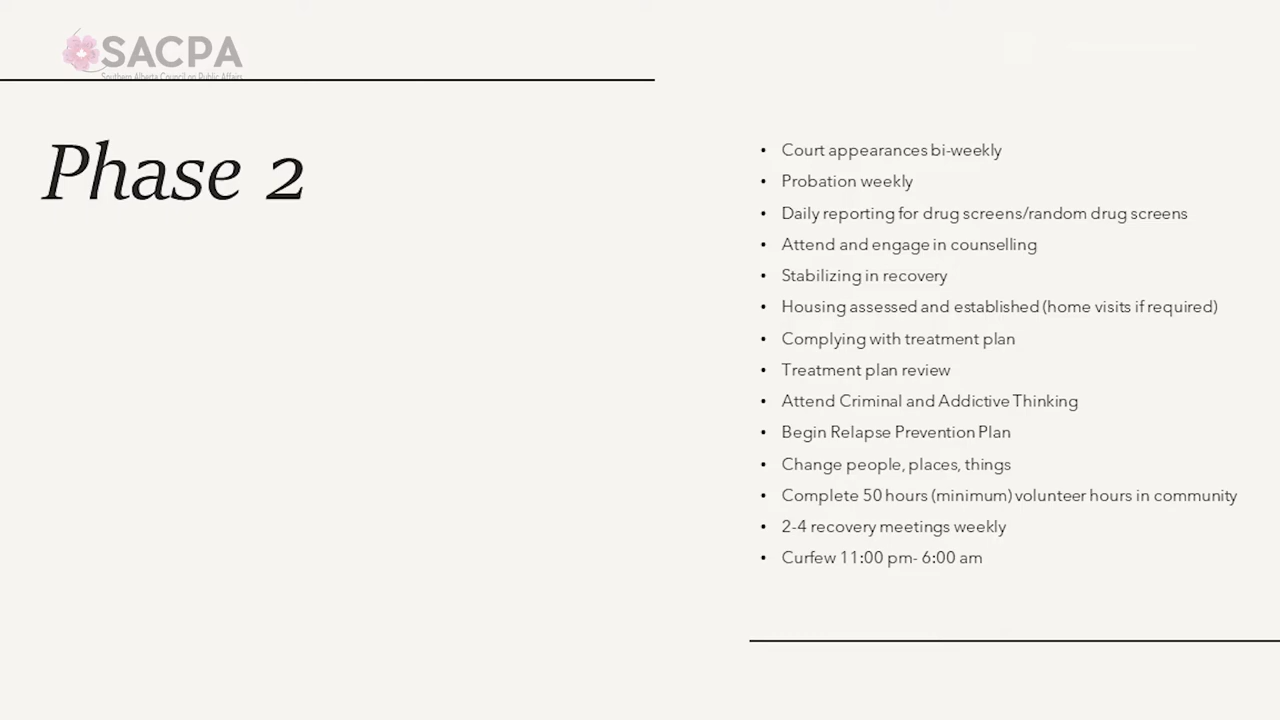 SACPA
Southern Alberta Council on Public Affairs
Phase 2
• Court appearances bi-weekly
• Probation weekly
• Daily reporting for drug screens/random drug screens
• Attend and engage in counselling
• Stabilizing in recovery
• Housing assessed and established (home visits if required)
• Complying with treatment plan
• Treatment plan review
• Attend Criminal and Addictive Thinking
• Begin Relapse Prevention Plan
• Change people, places, things
• Complete 50 hours (minimum) volunteer hours in community
• 2-4 recovery meetings weekly
• Curfew 11:00 pm- 6:00 am